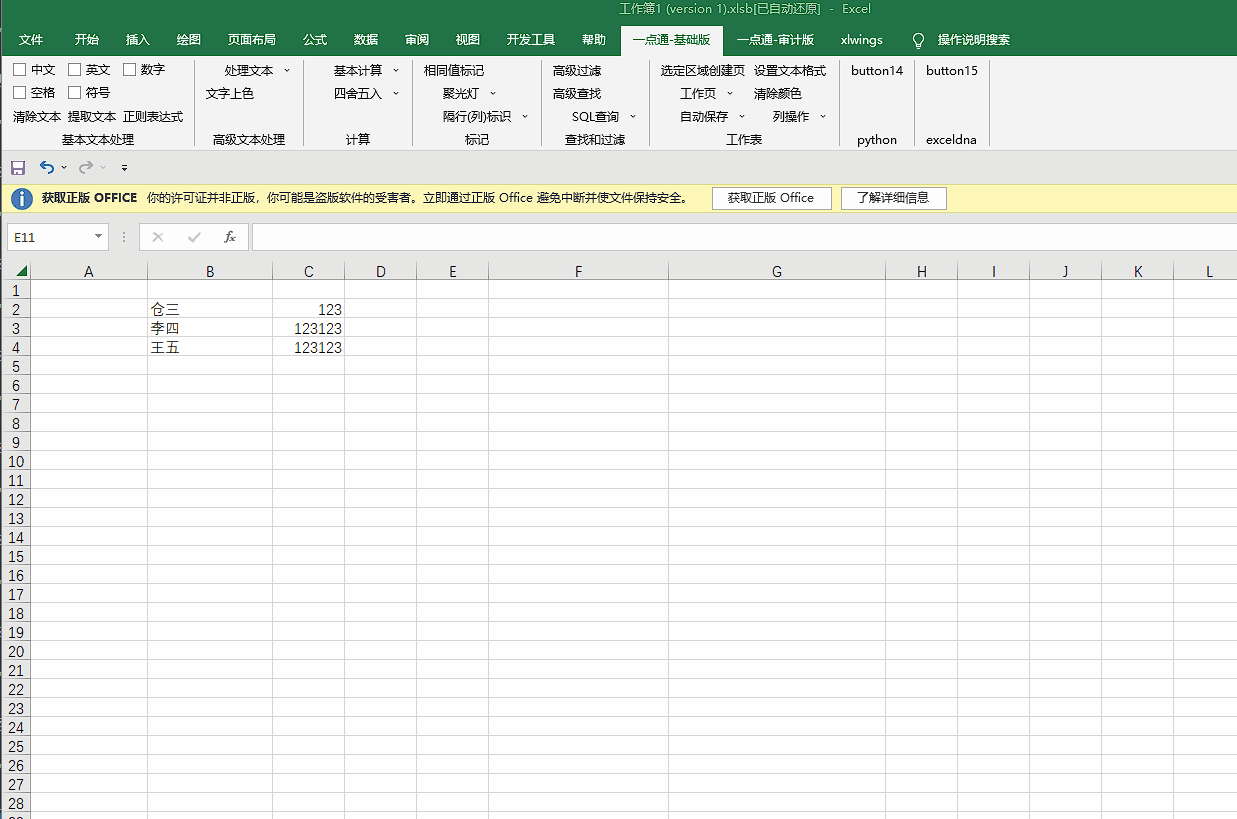 工作簿1 (version 1).xlsb[已自动还原] - Excel
文件 开始 插入 绘图 页面布局 公式 数据 审阅 视图 开发工具 帮助 一点通-基础版 一点通-审计版 xlwings 操作说明搜索
中文 英文 数字 处理文本 基本计算 相同值标记 高级过滤 选定区域创建页 设置文本格式 button14 button15
空格 符号 文字上色 四舍五入 聚光灯 高级查找 工作页 清除颜色
清除文本 提取文本 正则表达式 隔行(列)标识 SQL查询 自动保存 列操作
基本文本处理 高级文本处理 计算 标记 查找和过滤 工作表 python exceldna
获取正版 OFFICE 你的许可证并非正版，你可能是盗版软件的受害者。立即通过正版 Office 避免中断并使文件保持安全。 获取正版 Office 了解详细信息
E11 fx
A B C D E F G H I J K L
1
2 仓三 123
3 李四 123123
4 王五 123123
5
6
7
8
9
10
11
12
13
14
15
16
17
18
19
20
21
22
23
24
25
26
27
28